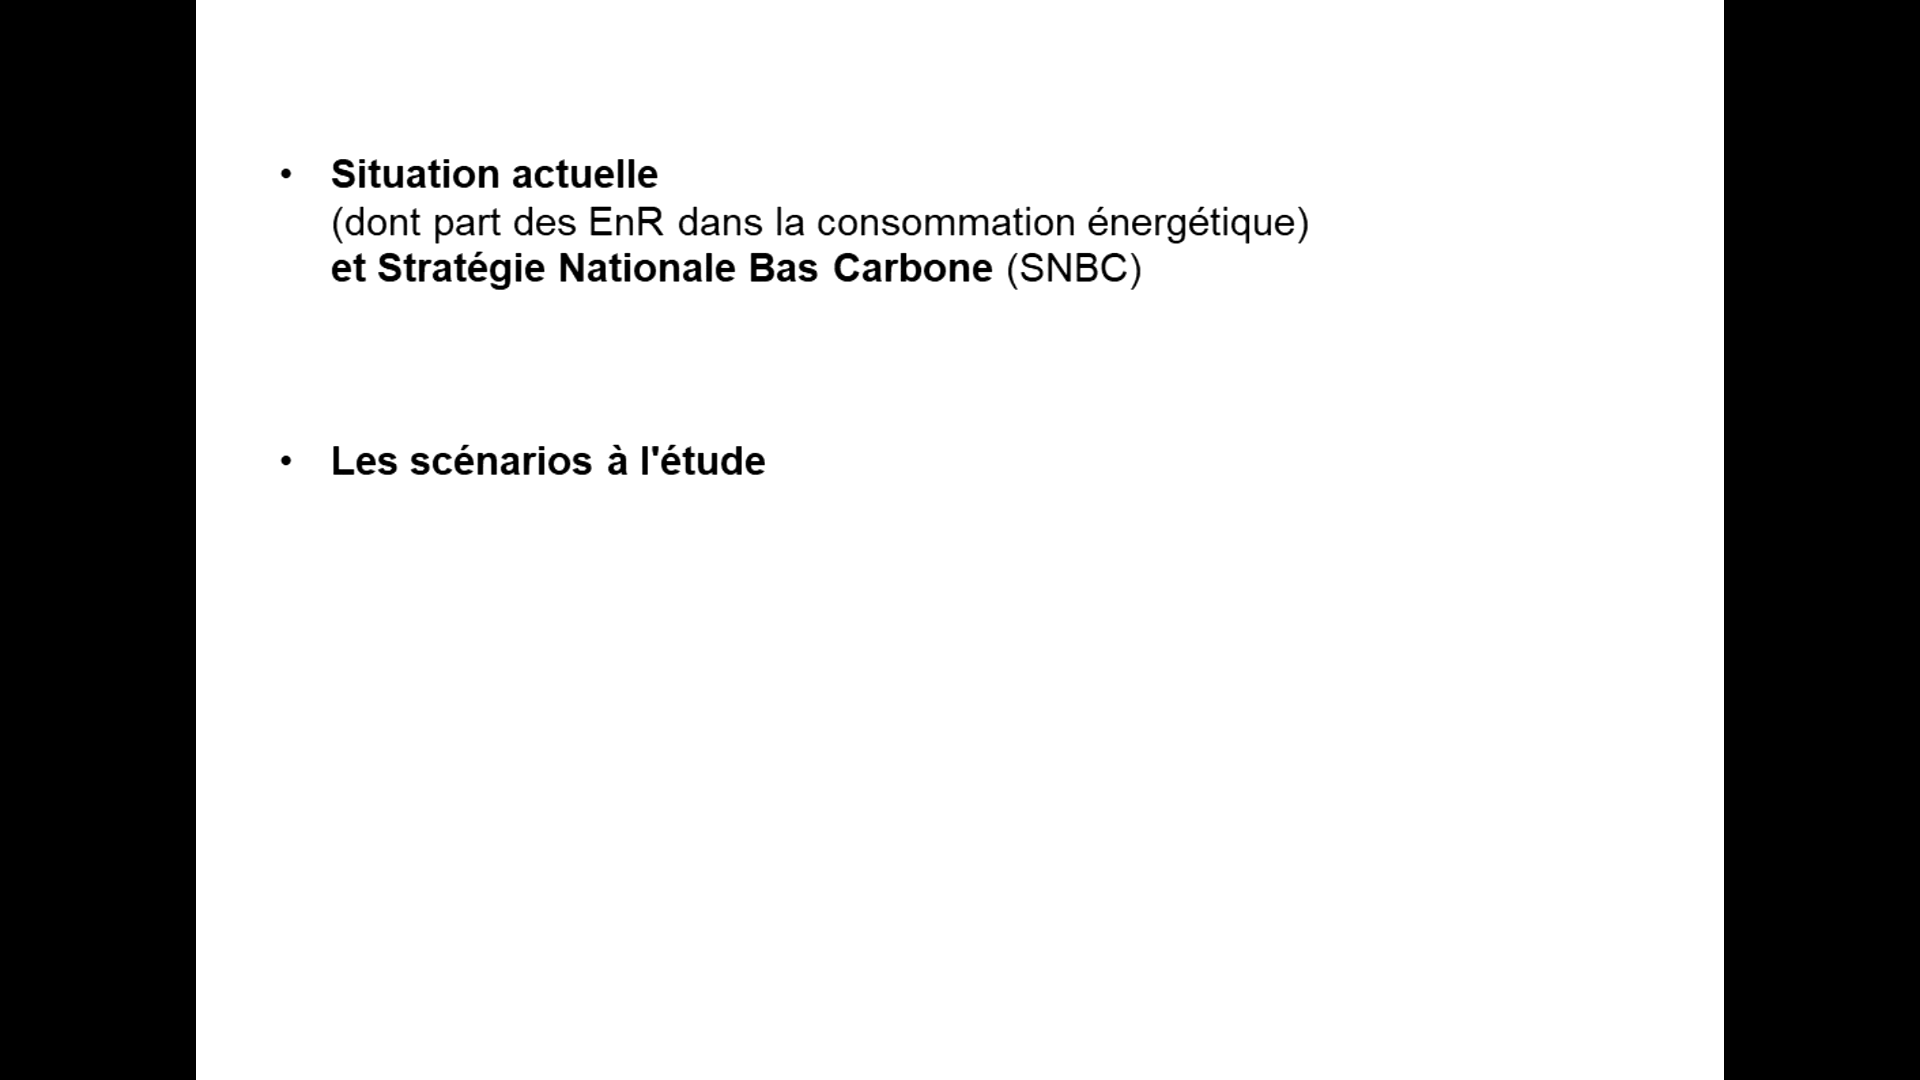 • Situation actuelle
(dont part des EnR dans la consommation énergétique)
et Stratégie Nationale Bas Carbone (SNBC)
• Les scénarios à l'étude